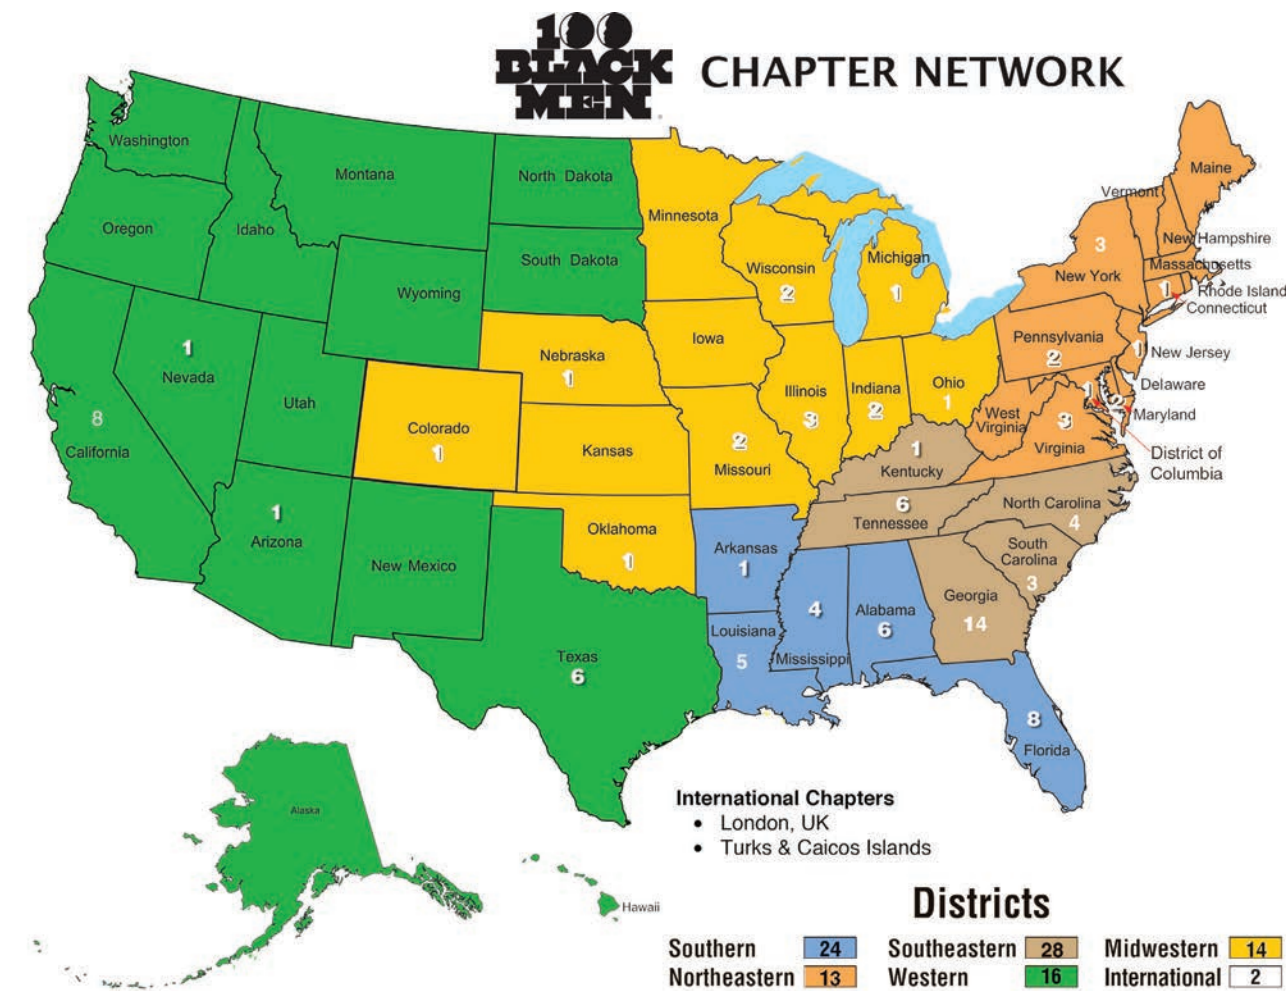 100
BLACK
MEN
CHAPTER NETWORK
Washington
Montana
North Dakota
Minnesota
Maine
Vermont
Oregon
Idaho
South Dakota
Wisconsin
2
Michigan
1
3
New York
New Hampshire
Massachusetts
1
Rhode Island
Connecticut
Wyoming
Nebraska
1
Iowa
Pennsylvania
2
1
New Jersey
1
Nevada
Utah
Colorado
1
Kansas
Illinois
3
Indiana
2
Ohio
1
West
Virginia
3
Virginia
1
2
Delaware
Maryland
District of
Columbia
8
California
2
Missouri
1
Kentucky
6
Tennessee
North Carolina
4
1
Arizona
New Mexico
Oklahoma
1
Arkansas
1
South
Carolina
3
Georgia
14
4
Mississippi
Alabama
6
Louisiana
5
Texas
6
8
Florida
Alaska
Hawaii
International Chapters
• London, UK
• Turks & Caicos Islands
Districts
Southern 24 Southeastern 28 Midwestern 14
Northeastern 13 Western 16 International 2